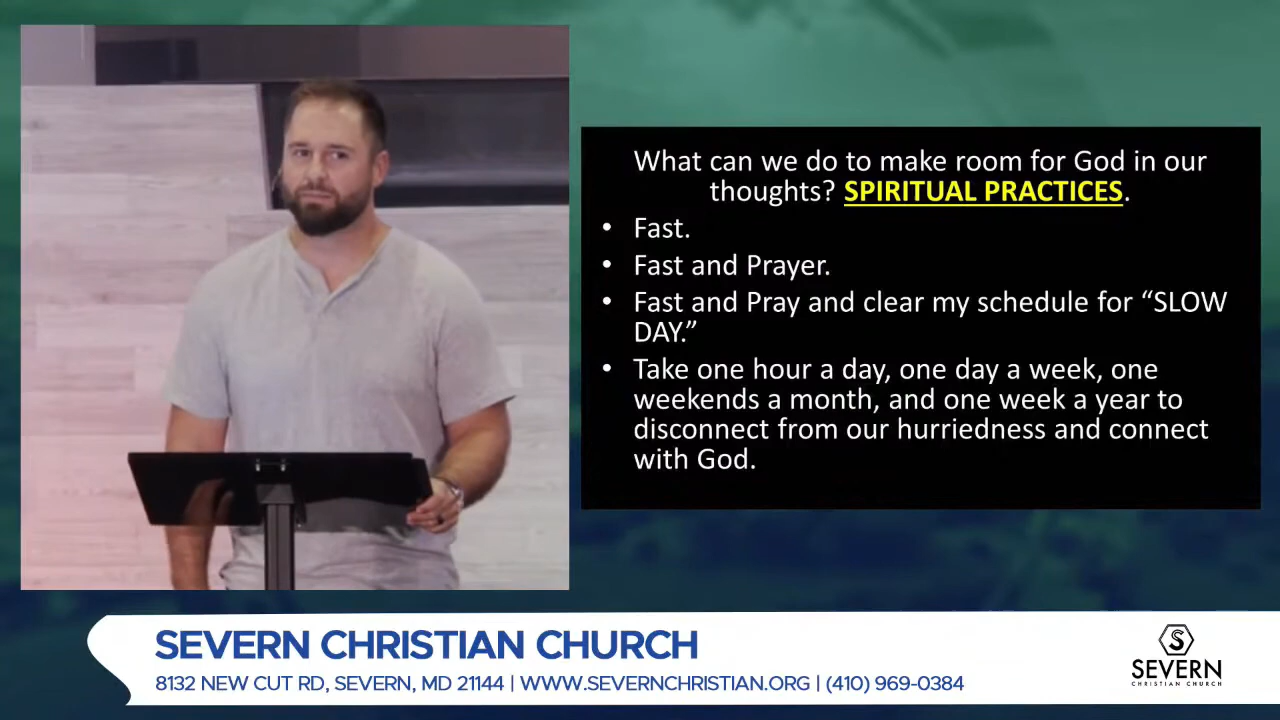 What can we do to make room for God in our
thoughts? SPIRITUAL PRACTICES.
• Fast.
• Fast and Prayer.
• Fast and Pray and clear my schedule for “SLOW
DAY.”
• Take one hour a day, one day a week, one
weekends a month, and one week a year to
disconnect from our hurriedness and connect
with God.
SEVERN CHRISTIAN CHURCH
8132 NEW CUT RD, SEVERN, MD 21144 | WWW.SEVERNCHRISTIAN.ORG | (410) 969-0384
S
SEVERN
CHRISTIAN CHURCH